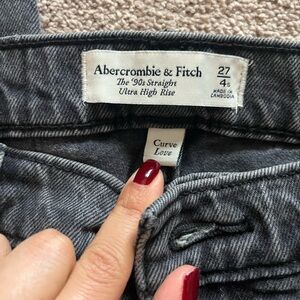 Abercrombie & Fitch
The '90s Straight
Ultra High Rise
27
4S
MADE IN
CAMBODIA
Curve
Love